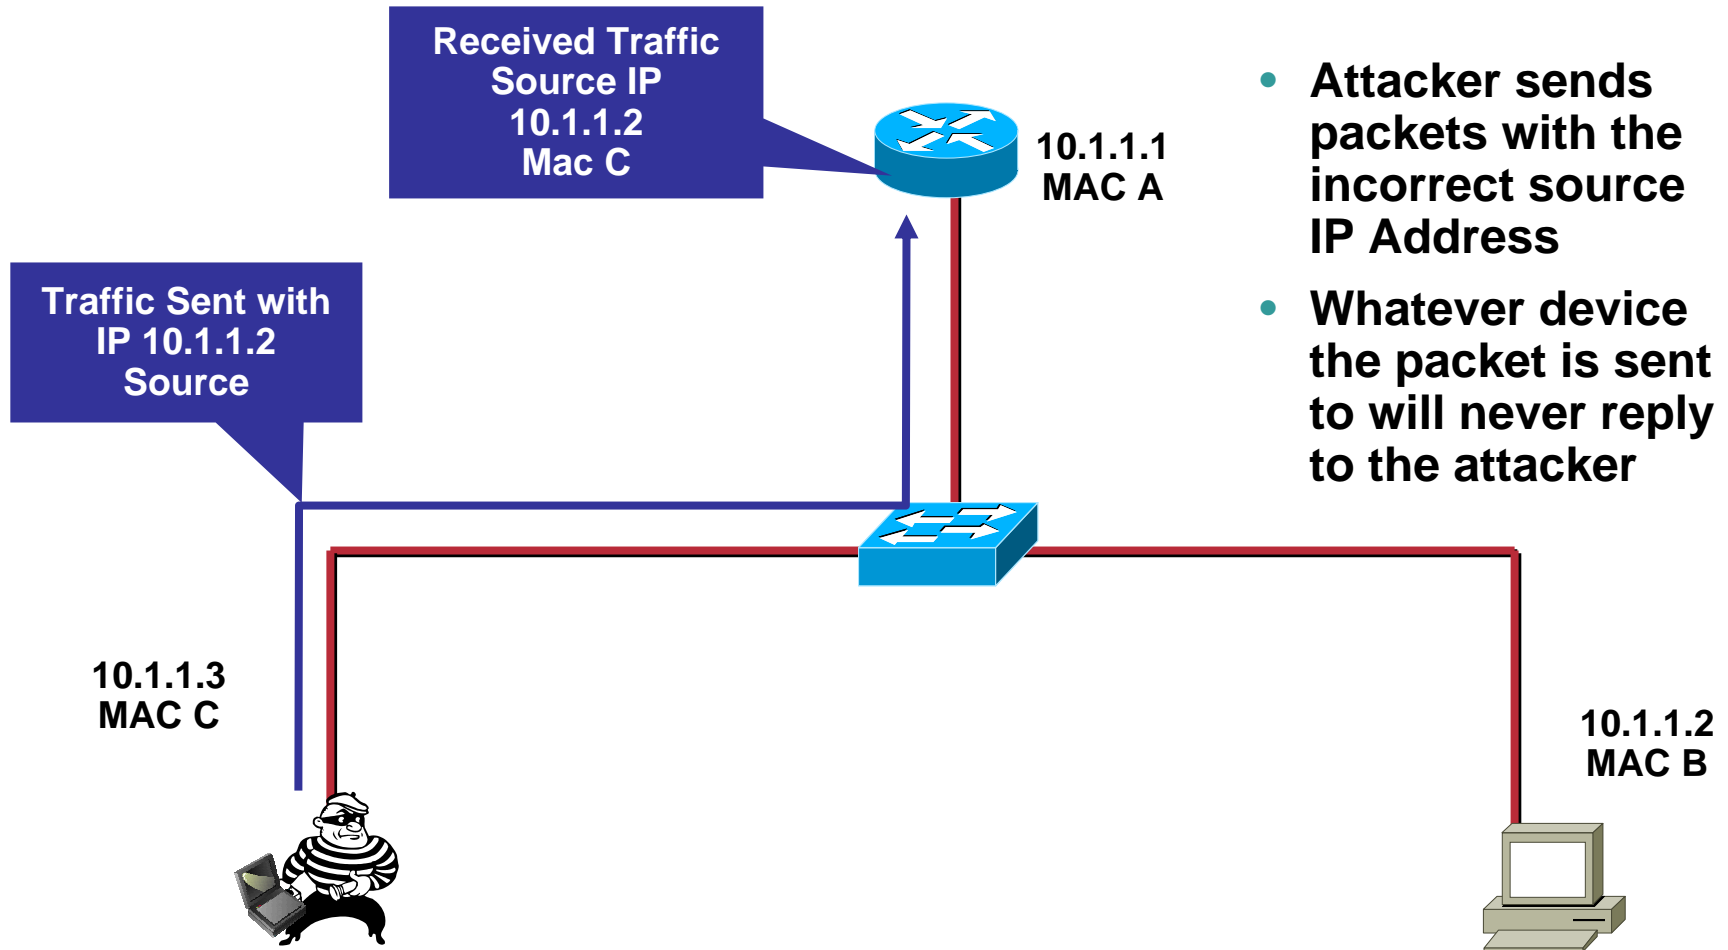 Received Traffic
Source IP
10.1.1.2
Mac C
10.1.1.1
MAC A
Traffic Sent with
IP 10.1.1.2
Source
10.1.1.3
MAC C
10.1.1.2
MAC B
• Attacker sends
packets with the
incorrect source
IP Address
• Whatever device
the packet is sent
to will never reply
to the attacker